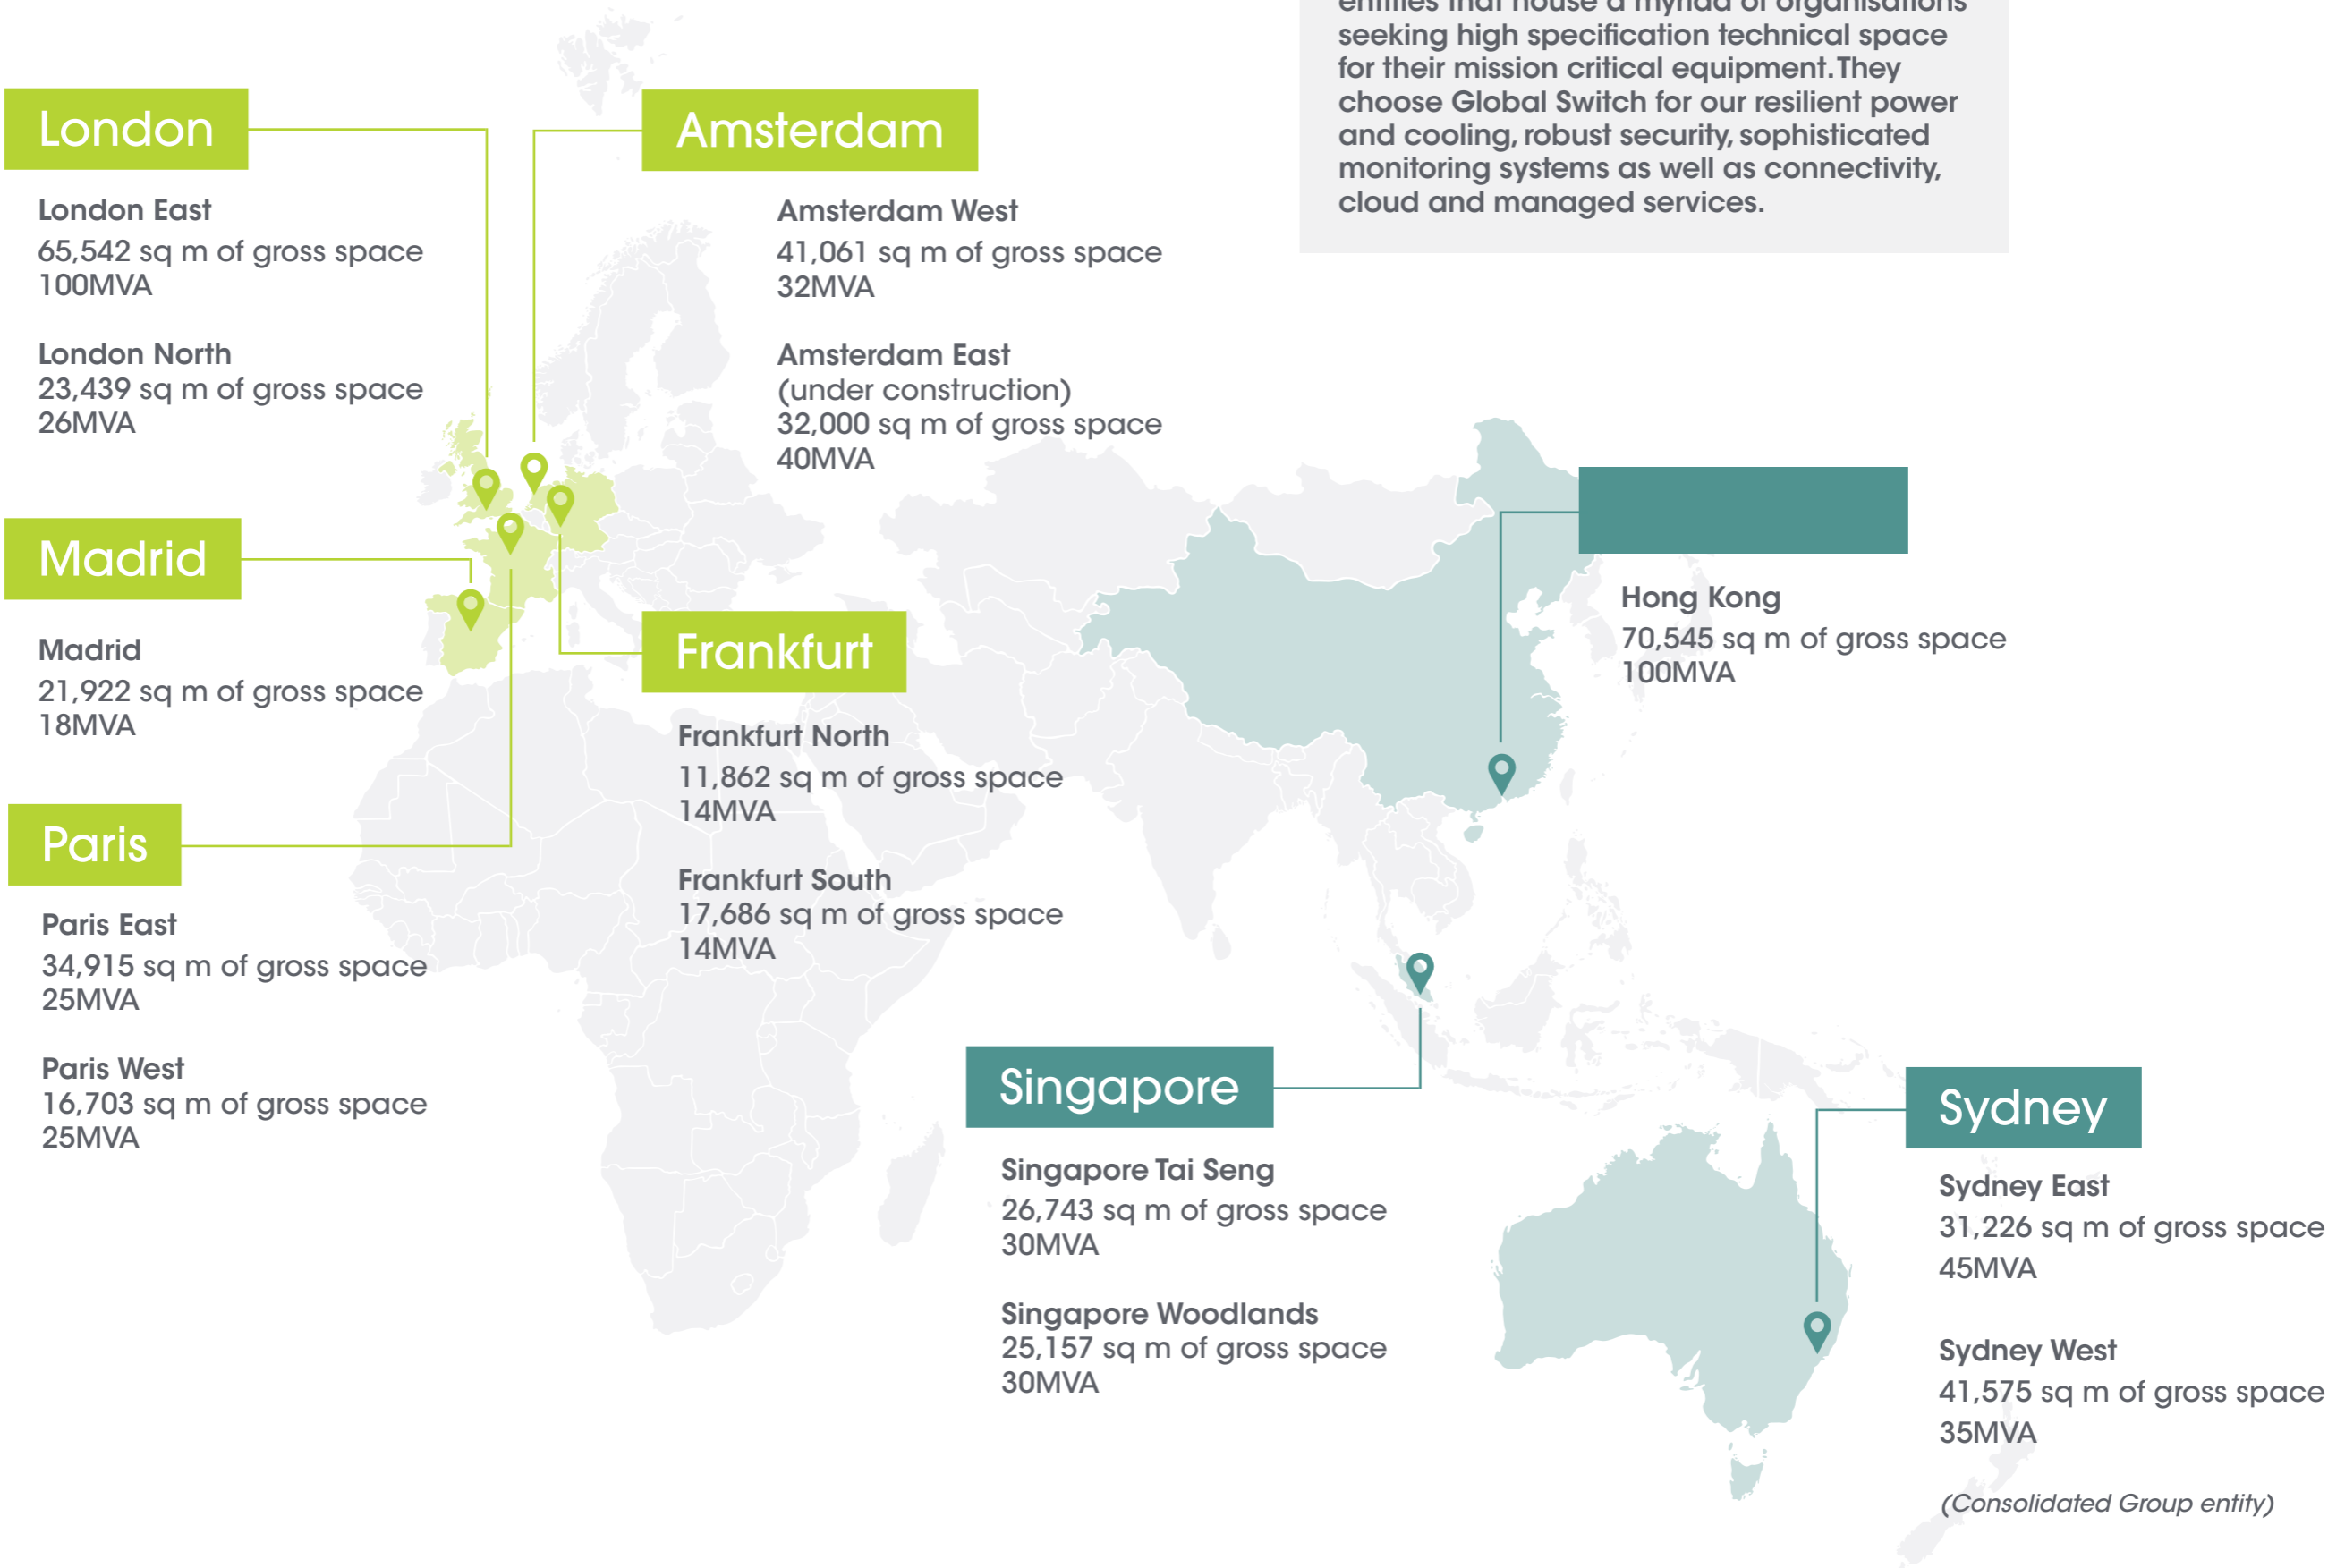 entities that house a myriad of organisations
seeking high specification technical space
for their mission critical equipment. They
choose Global Switch for our resilient power
and cooling, robust security, sophisticated
monitoring systems as well as connectivity,
cloud and managed services.
London
London East
65,542 sq m of gross space
100MVA
London North
23,439 sq m of gross space
26MVA
Amsterdam
Amsterdam West
41,061 sq m of gross space
32MVA
Amsterdam East
(under construction)
32,000 sq m of gross space
40MVA
Madrid
Madrid
21,922 sq m of gross space
18MVA
Frankfurt
Frankfurt North
11,862 sq m of gross space
14MVA
Frankfurt South
17,686 sq m of gross space
14MVA
Paris
Paris East
34,915 sq m of gross space
25MVA
Paris West
16,703 sq m of gross space
25MVA
Hong Kong
70,545 sq m of gross space
100MVA
Singapore
Singapore Tai Seng
26,743 sq m of gross space
30MVA
Singapore Woodlands
25,157 sq m of gross space
30MVA
Sydney
Sydney East
31,226 sq m of gross space
45MVA
Sydney West
41,575 sq m of gross space
35MVA
(Consolidated Group entity)